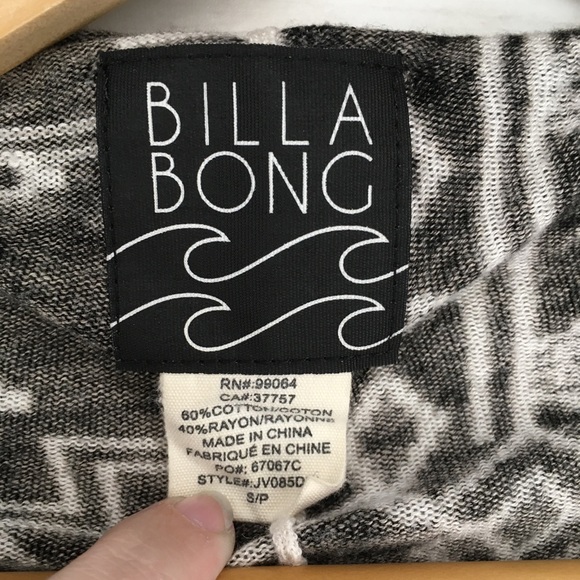 BILLA
BONG
RN#:99064
CA#:37757
60%COTTON/COTON
40%RAYON/RAYONNE
MADE IN CHINA
FABRIQUÉ EN CHINE
PO#: 67067C
STYLE#:JV085D
S/P